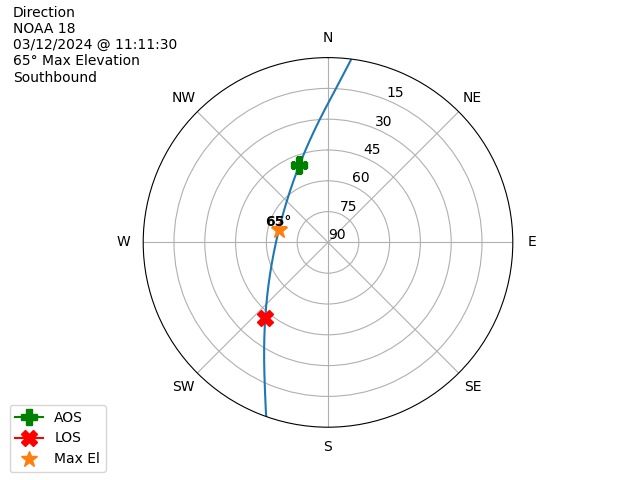 Direction
NOAA 18
03/12/2024 @ 11:11:30
65° Max Elevation
Southbound
N
NW
NE
15
30
45
60
75
90
65°
W
E
SW
SE
S
AOS
LOS
Max El